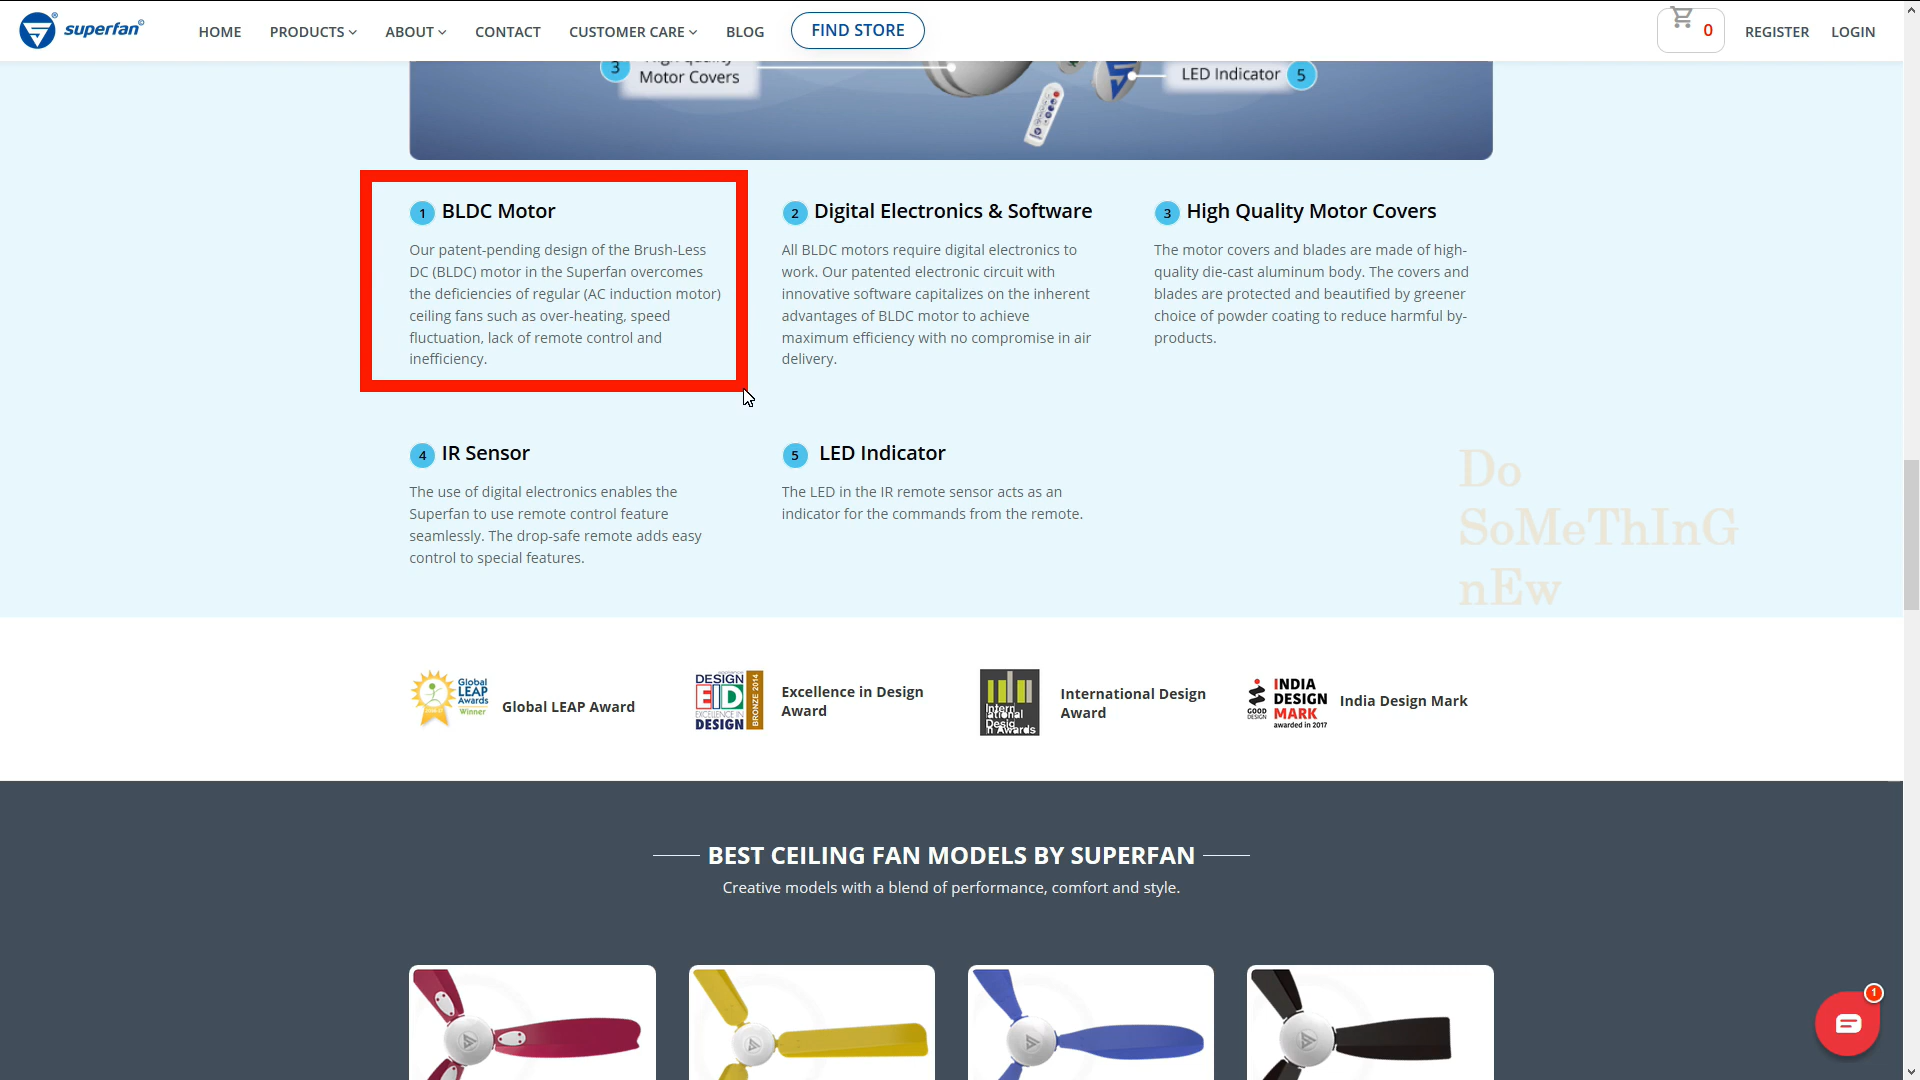 superfan
HOME
PRODUCTS
ABOUT
CONTACT
CUSTOMER CARE
BLOG
FIND STORE
0
REGISTER
LOGIN
3
Motor Covers
LED Indicator 5
1 BLDC Motor
Our patent-pending design of the Brush-Less
DC (BLDC) motor in the Superfan overcomes
the deficiencies of regular (AC induction motor)
ceiling fans such as over-heating, speed
fluctuation, lack of remote control and
inefficiency.
2 Digital Electronics & Software
All BLDC motors require digital electronics to
work. Our patented electronic circuit with
innovative software capitalizes on the inherent
advantages of BLDC motor to achieve
maximum efficiency with no compromise in air
delivery.
3 High Quality Motor Covers
The motor covers and blades are made of high-
quality die-cast aluminum body. The covers and
blades are protected and beautified by greener
choice of powder coating to reduce harmful by-
products.
4 IR Sensor
The use of digital electronics enables the
Superfan to use remote control feature
seamlessly. The drop-safe remote adds easy
control to special features.
5 LED Indicator
The LED in the IR remote sensor acts as an
indicator for the commands from the remote.
Do
SoMeThInG
nEw
Global
LEAP
Awards
Winner
Global LEAP Award
DESIGN
EID
EXCELLENCE IN
DESIGN
BRONZE 2014
Excellence in Design
Award
Intern
ational
Desig
n Awards
International Design
Award
GOOD
DESIGN
INDIA
DESIGN
MARK
awarded in 2017
India Design Mark
BEST CEILING FAN MODELS BY SUPERFAN
Creative models with a blend of performance, comfort and style.
1